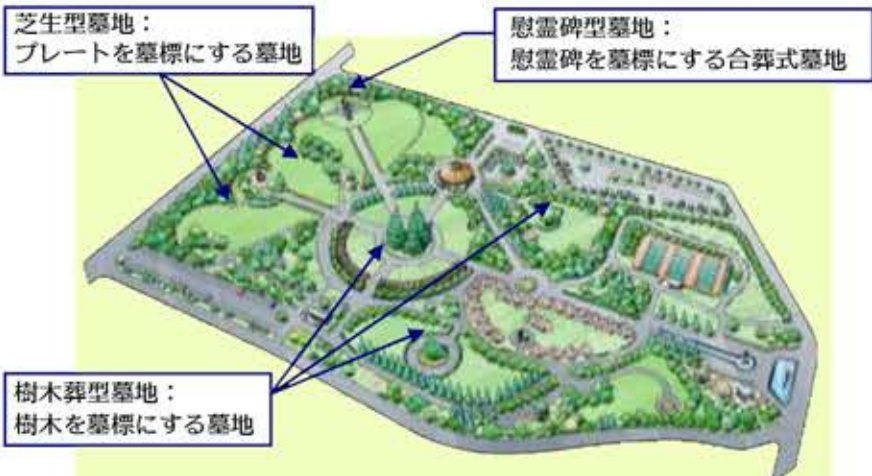 芝生型墓地：
プレートを墓標にする墓地
慰霊碑型墓地：
慰霊碑を墓標にする合葬式墓地
樹木葬型墓地：
樹木を墓標にする墓地